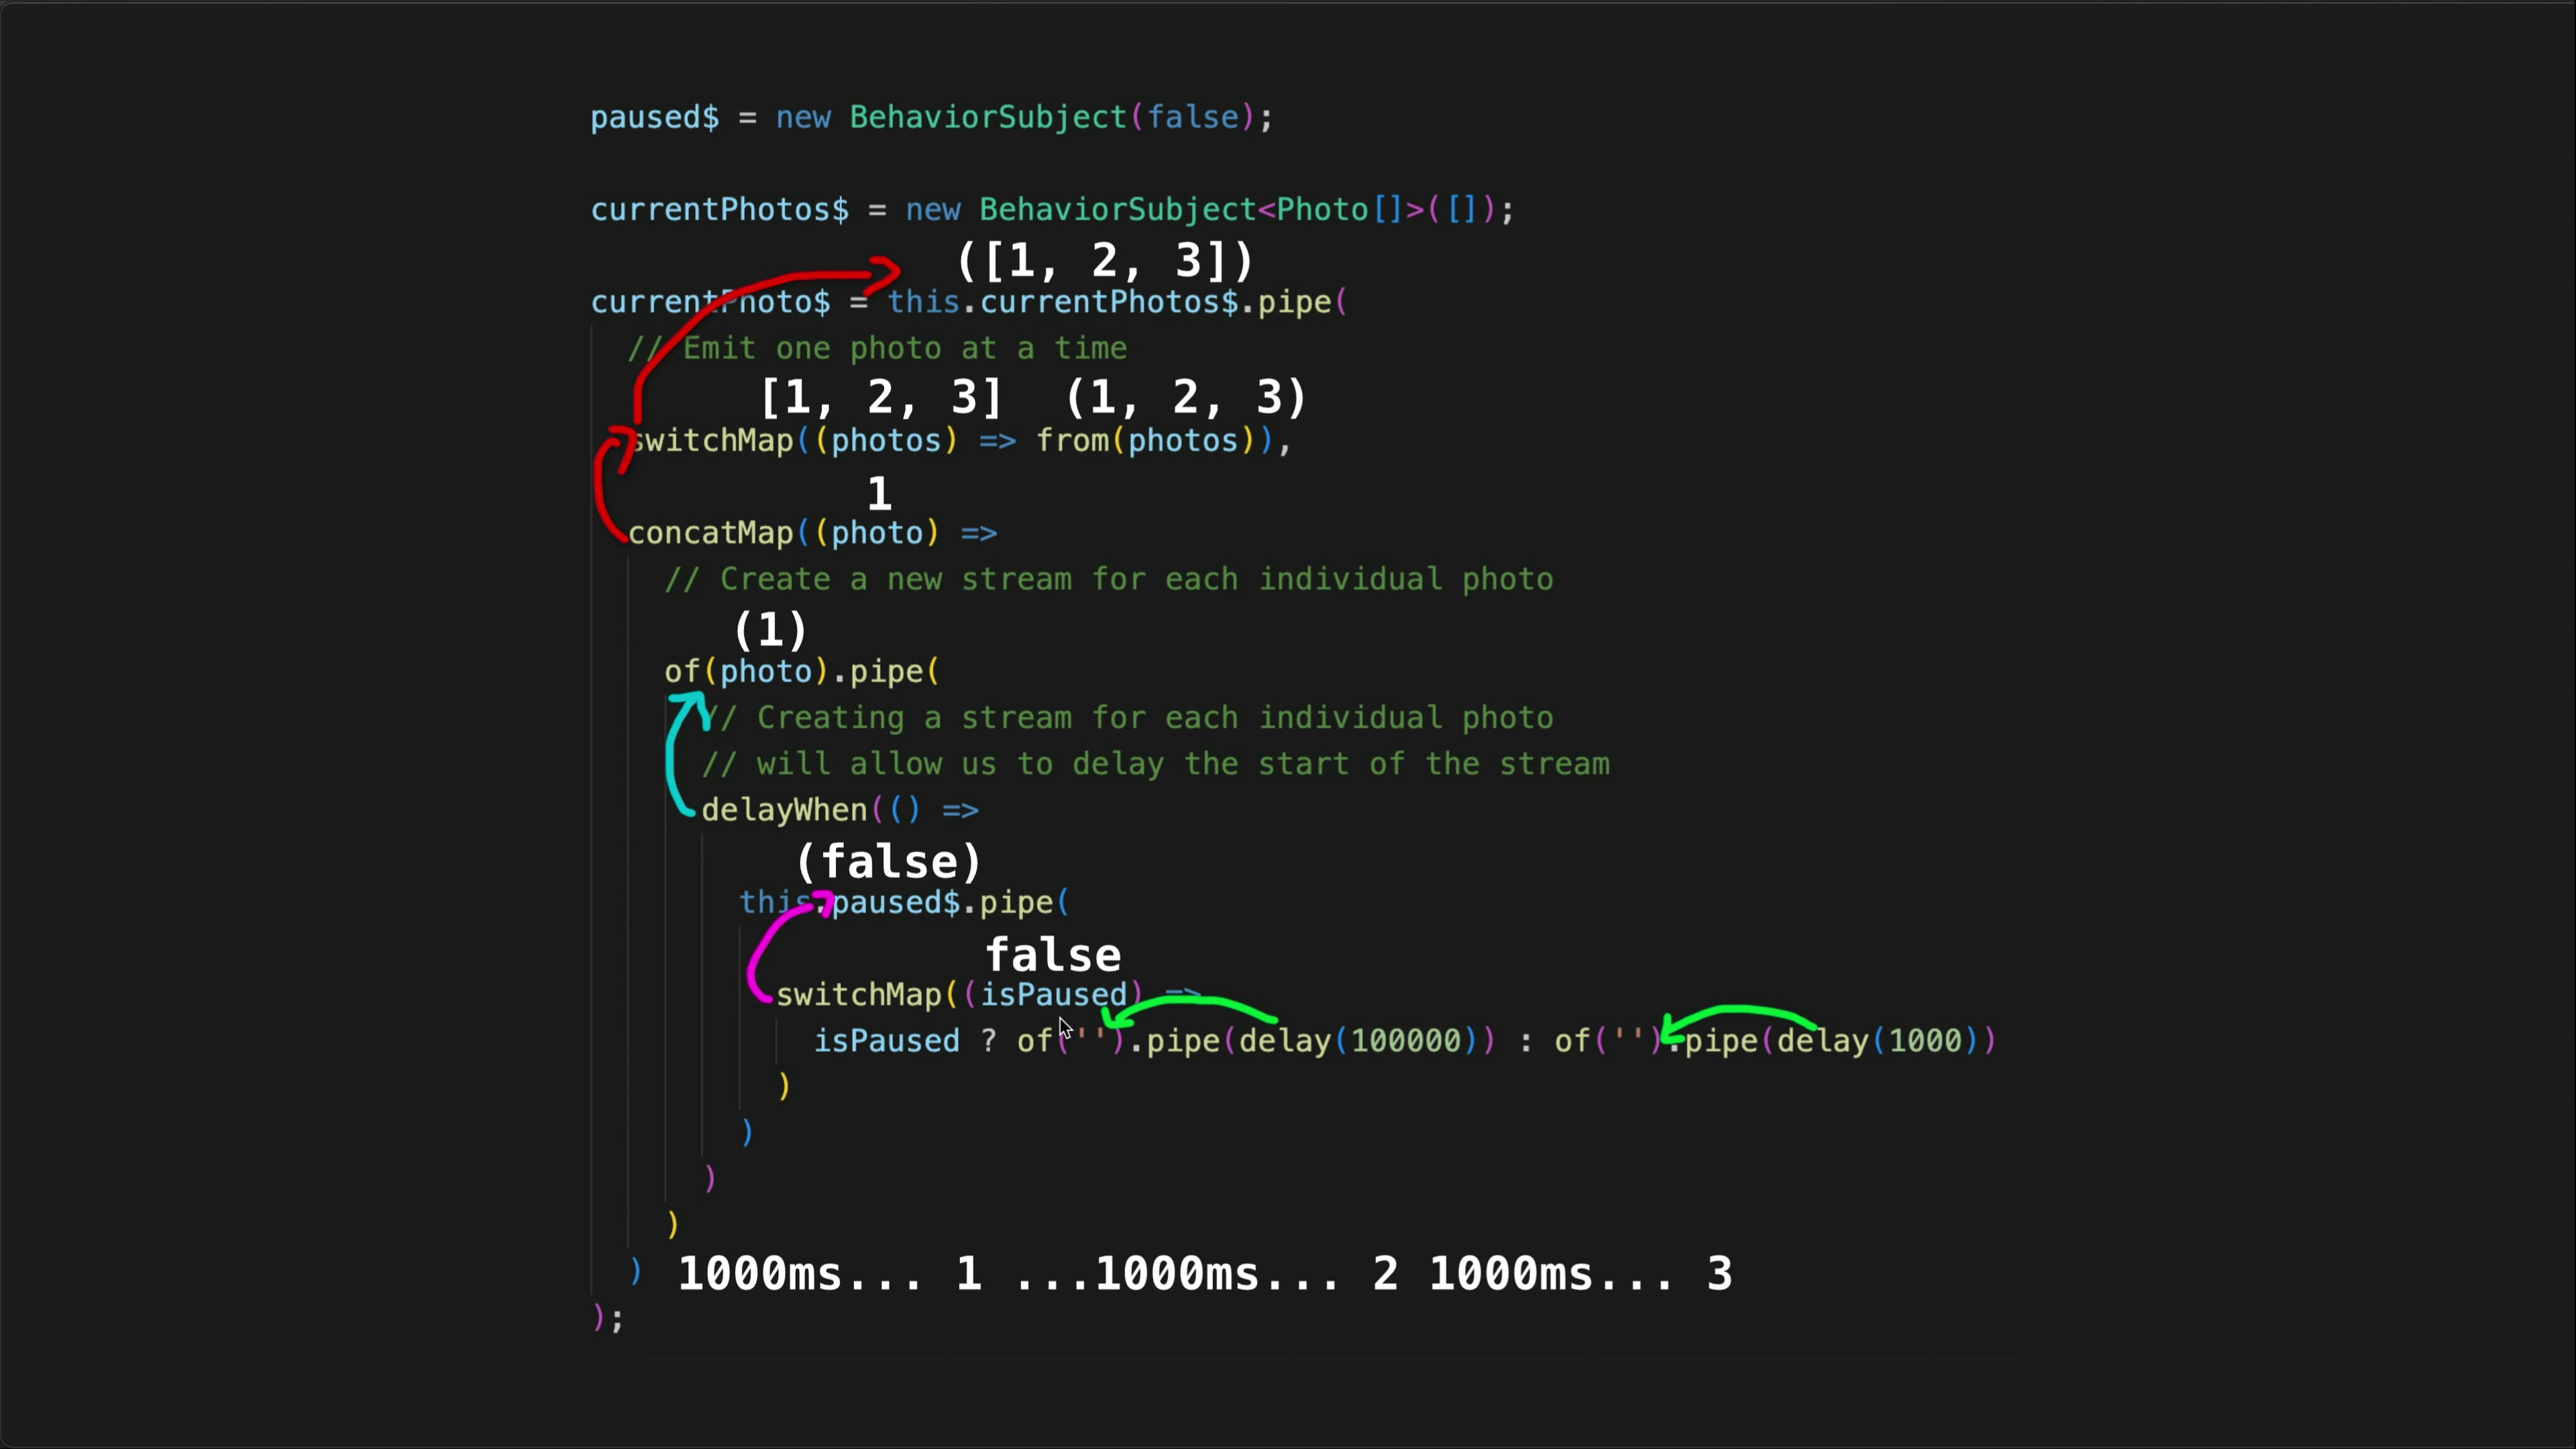 paused$ = new BehaviorSubject(false);
currentPhotos$ = new BehaviorSubject<Photo[]>([]);
([1, 2, 3])
currentPhoto$ = this.currentPhotos$.pipe(
// Emit one photo at a time
[1, 2, 3] (1, 2, 3)
switchMap((photos) => from(photos)),
1
concatMap((photo) =>
// Create a new stream for each individual photo
(1)
of(photo).pipe(
// Creating a stream for each individual photo
// will allow us to delay the start of the stream
delayWhen(() =>
(false)
this.paused$.pipe(
false
switchMap((isPaused) =>
isPaused ? of('').pipe(delay(100000)) : of('').pipe(delay(1000))
)
)
)
)
) 1000ms... 1 ...1000ms... 2 1000ms... 3
);